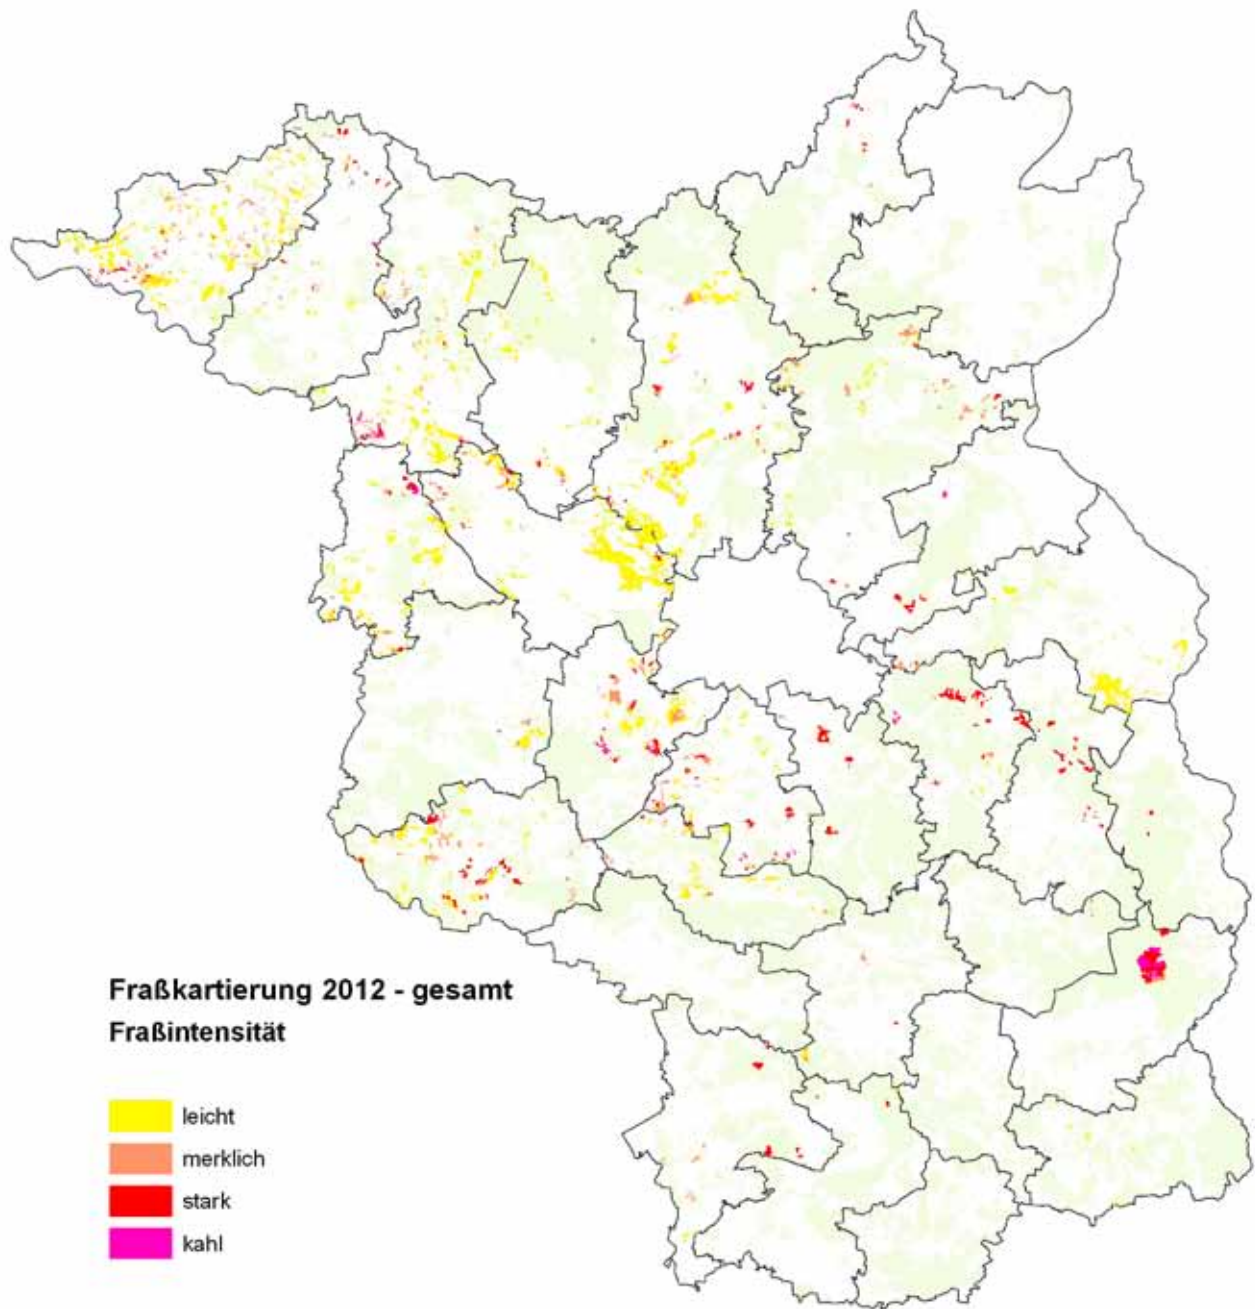 Fraßkartierung 2012 - gesamt
Fraßintensität
leicht
merklich
stark
kahl